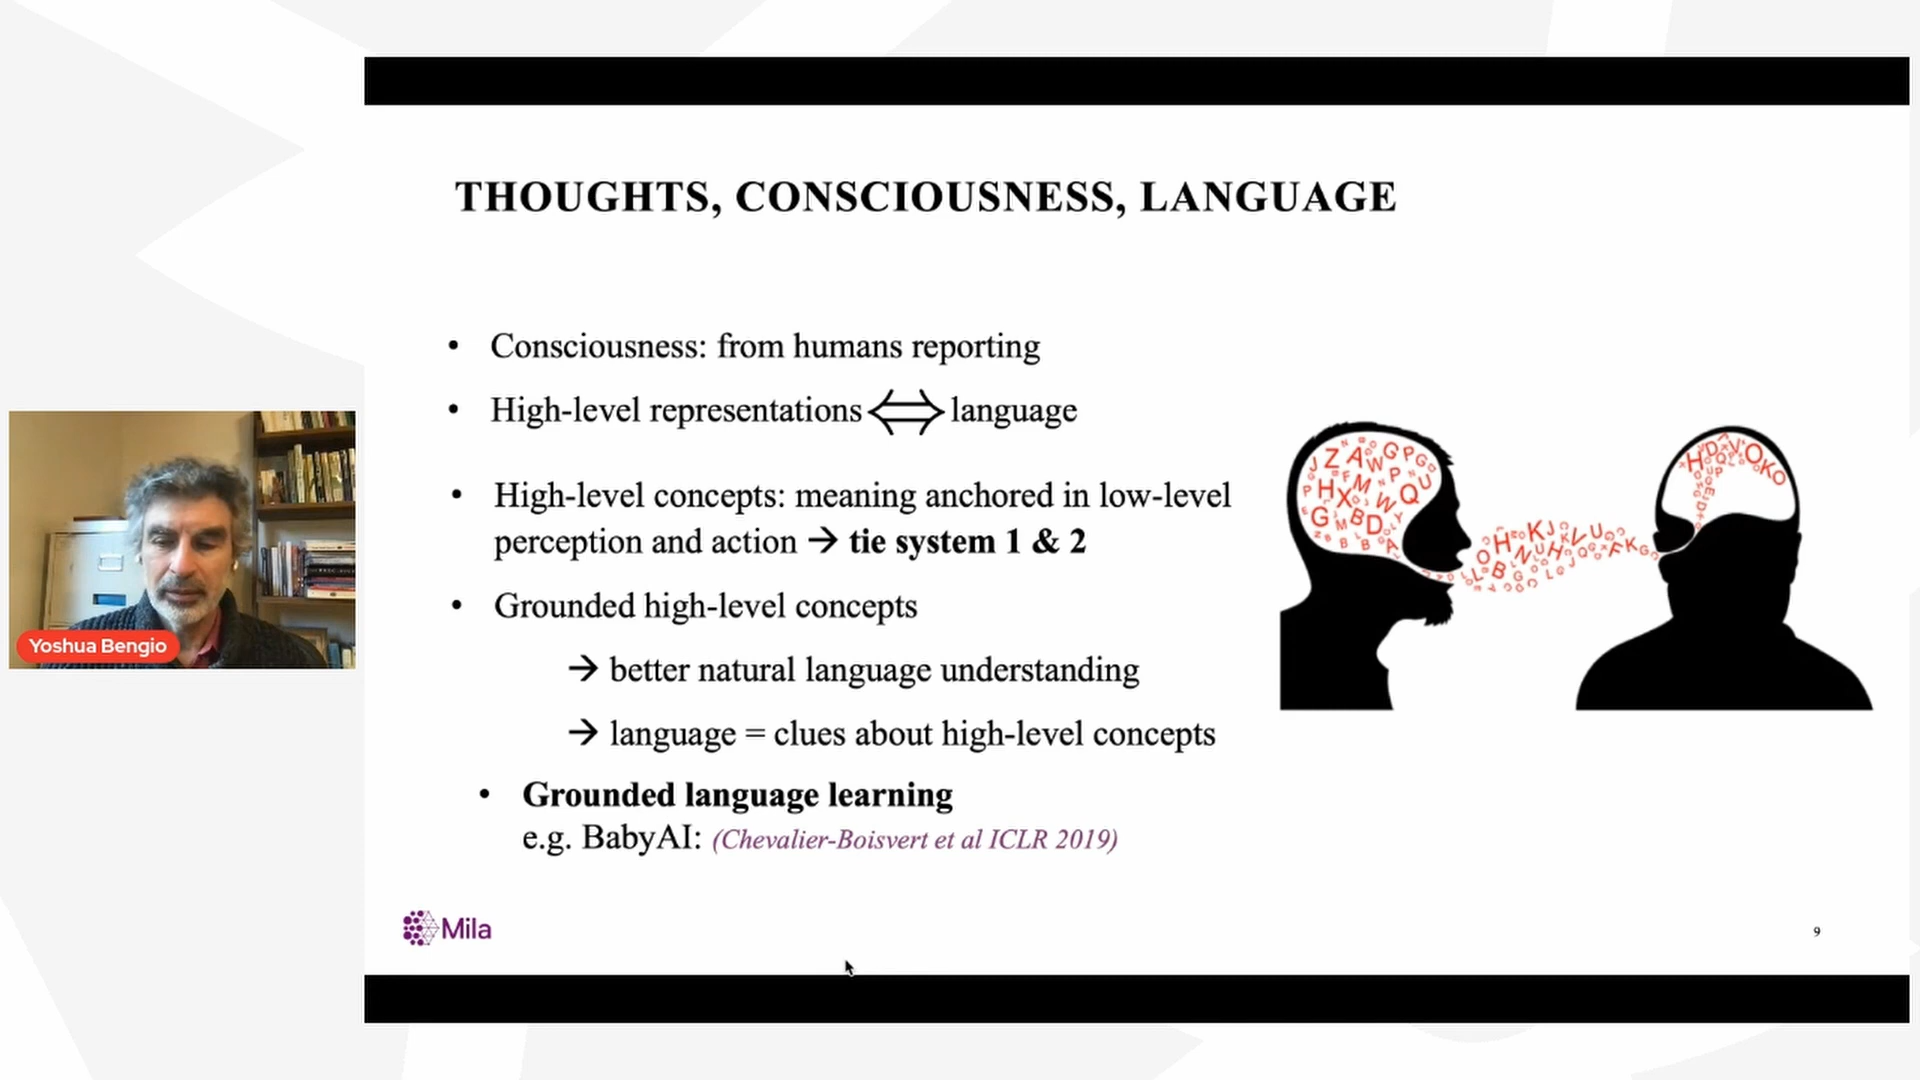 THOUGHTS, CONSCIOUSNESS, LANGUAGE
• Consciousness: from humans reporting
• High-level representations ⟺ language
• High-level concepts: meaning anchored in low-level
perception and action → tie system 1 & 2
• Grounded high-level concepts
→ better natural language understanding
→ language = clues about high-level concepts
• Grounded language learning
e.g. BabyAI: (Chevalier-Boisvert et al ICLR 2019)
Yoshua Bengio
Mila
9